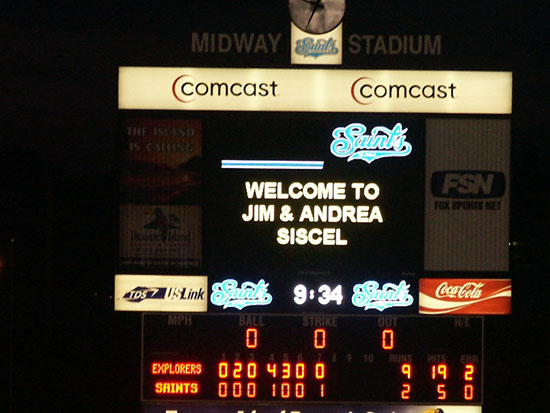 MIDWAY Saints STADIUM
comcast comcast
THE ISLAND
IS CALLING
Saints
WELCOME TO
JIM & ANDREA
SISCEL
FSN
FOX SPORTS NET
TDS US Link Saints 9:34 Saints Coca-Cola
MPH BALL STRIKE OUT H/E
0 0 0
1 2 3 4 5 6 7 8 9 10 RUNS HITS ERR
EXPLORERS 0 2 0 4 3 0 0 9 19 2
SAINTS 0 0 0 1 0 0 1 2 5 0